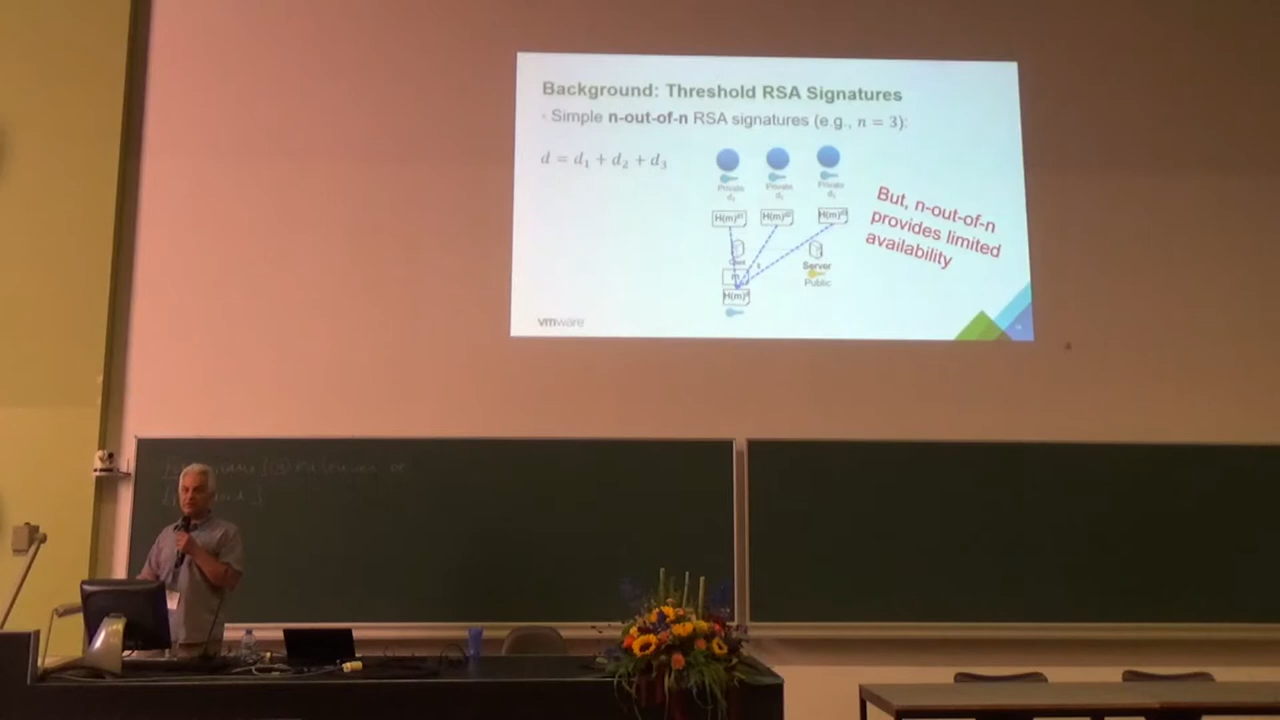 Background: Threshold RSA Signatures
Simple n-out-of-n RSA signatures (e.g., n = 3):
d = d₁ + d₂ + d₃
Private Private Private
d₁
H(m)ᵈ¹ H(m)ᵈ² H(m)ᵈ³
But, n-out-of-n
provides limited
availability
Server
m
Public
H(m)ᵈ
vmware